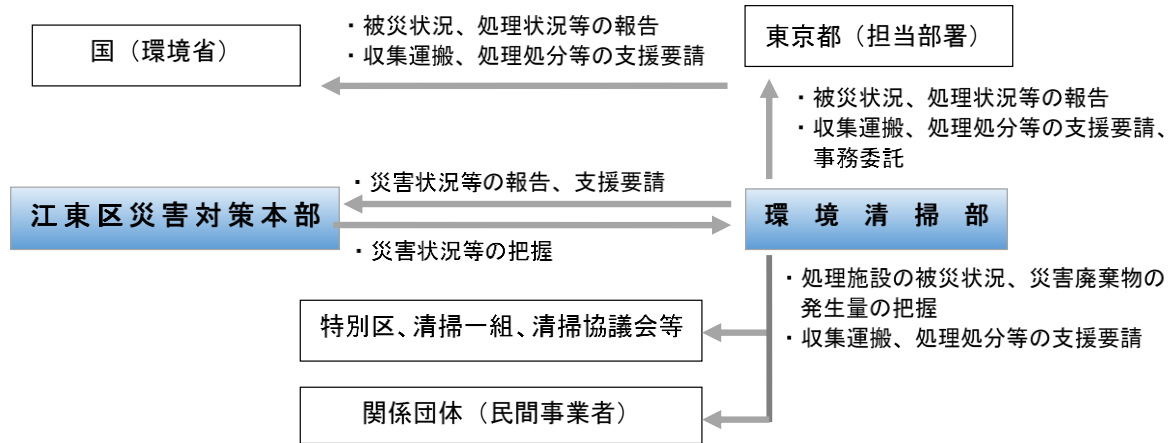 国（環境省）
・被災状況、処理状況等の報告
・収集運搬、処理処分等の支援要請
東京都（担当部署）
・被災状況、処理状況等の報告
・収集運搬、処理処分等の支援要請、
事務委託
・災害状況等の報告、支援要請
江東区災害対策本部
環境清掃部
・災害状況等の把握
・処理施設の被災状況、災害廃棄物の
発生量の把握
・収集運搬、処理処分等の支援要請
特別区、清掃一組、清掃協議会等
関係団体（民間事業者）